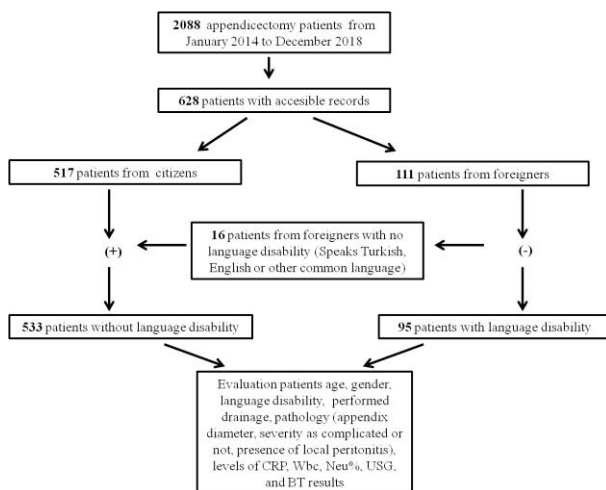 2088 appendicectomy patients from
January 2014 to December 2018
628 patients with accesible records
517 patients from citizens
111 patients from foreigners
16 patients from foreigners with no
language disability (Speaks Turkish,
English or other common language)
(+)
(-)
533 patients without language disability
95 patients with language disability
Evaluation patients age, gender,
language disability, performed
drainage, pathology (appendix
diameter, severity as complicated or
not, presence of local peritonitis),
levels of CRP, Wbc, Neu%, USG,
and BT results